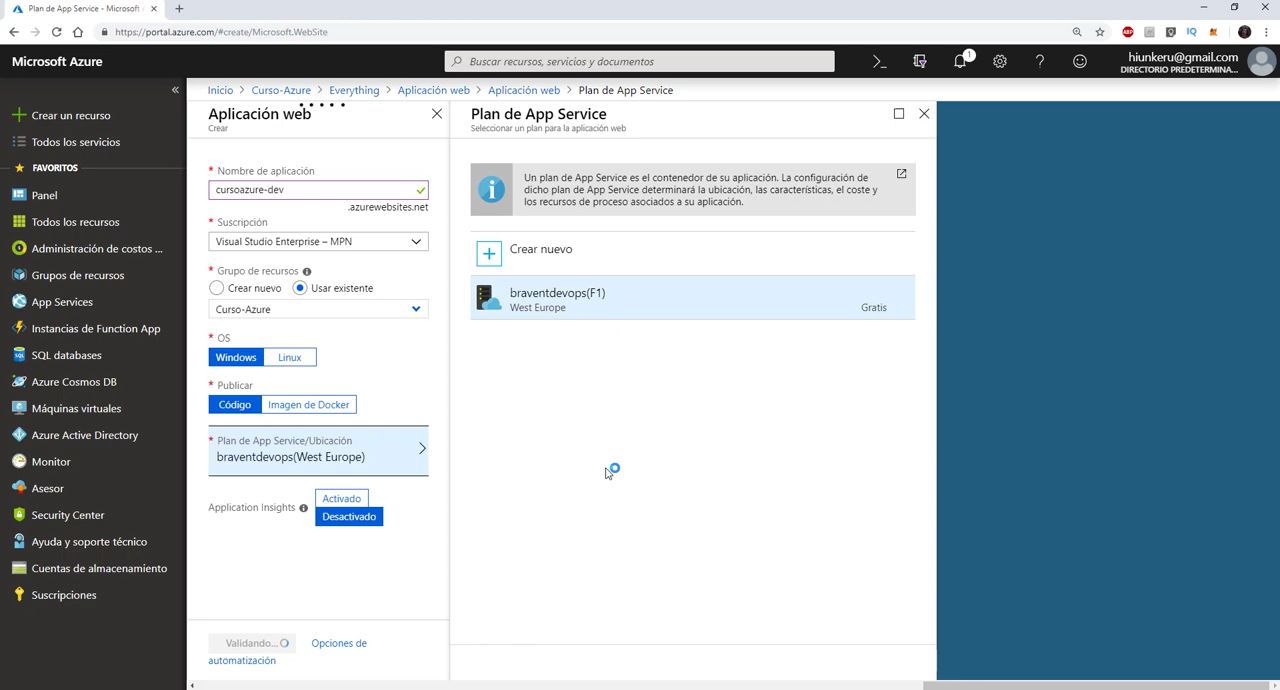 Plan de App Service - Microsoft A
https://portal.azure.com/#create/Microsoft.WebSite
ABP
IQ
Microsoft Azure
Buscar recursos, servicios y documentos
1
hiunkeru@gmail.com
DIRECTORIO PREDETERMINA...
Inicio > Curso-Azure > Everything > Aplicación web > Aplicación web > Plan de App Service
Crear un recurso
Todos los servicios
FAVORITOS
Panel
Todos los recursos
Administración de costos ...
Grupos de recursos
App Services
Instancias de Function App
SQL databases
Azure Cosmos DB
Máquinas virtuales
Azure Active Directory
Monitor
Asesor
Security Center
Ayuda y soporte técnico
Cuentas de almacenamiento
Suscripciones
Aplicación web
Crear
* Nombre de aplicación
cursoazure-dev
.azurewebsites.net
* Suscripción
Visual Studio Enterprise – MPN
* Grupo de recursos
Crear nuevo
Usar existente
Curso-Azure
* OS
Windows
Linux
* Publicar
Código
Imagen de Docker
* Plan de App Service/Ubicación
braventdevops(West Europe)
Application Insights
Activado
Desactivado
Validando...
Opciones de
automatización
Plan de App Service
Seleccionar un plan para la aplicación web
Un plan de App Service es el contenedor de su aplicación. La configuración de
dicho plan de App Service determinará la ubicación, las características, el coste y
los recursos de proceso asociados a su aplicación.
Crear nuevo
braventdevops(F1)
West Europe
Gratis